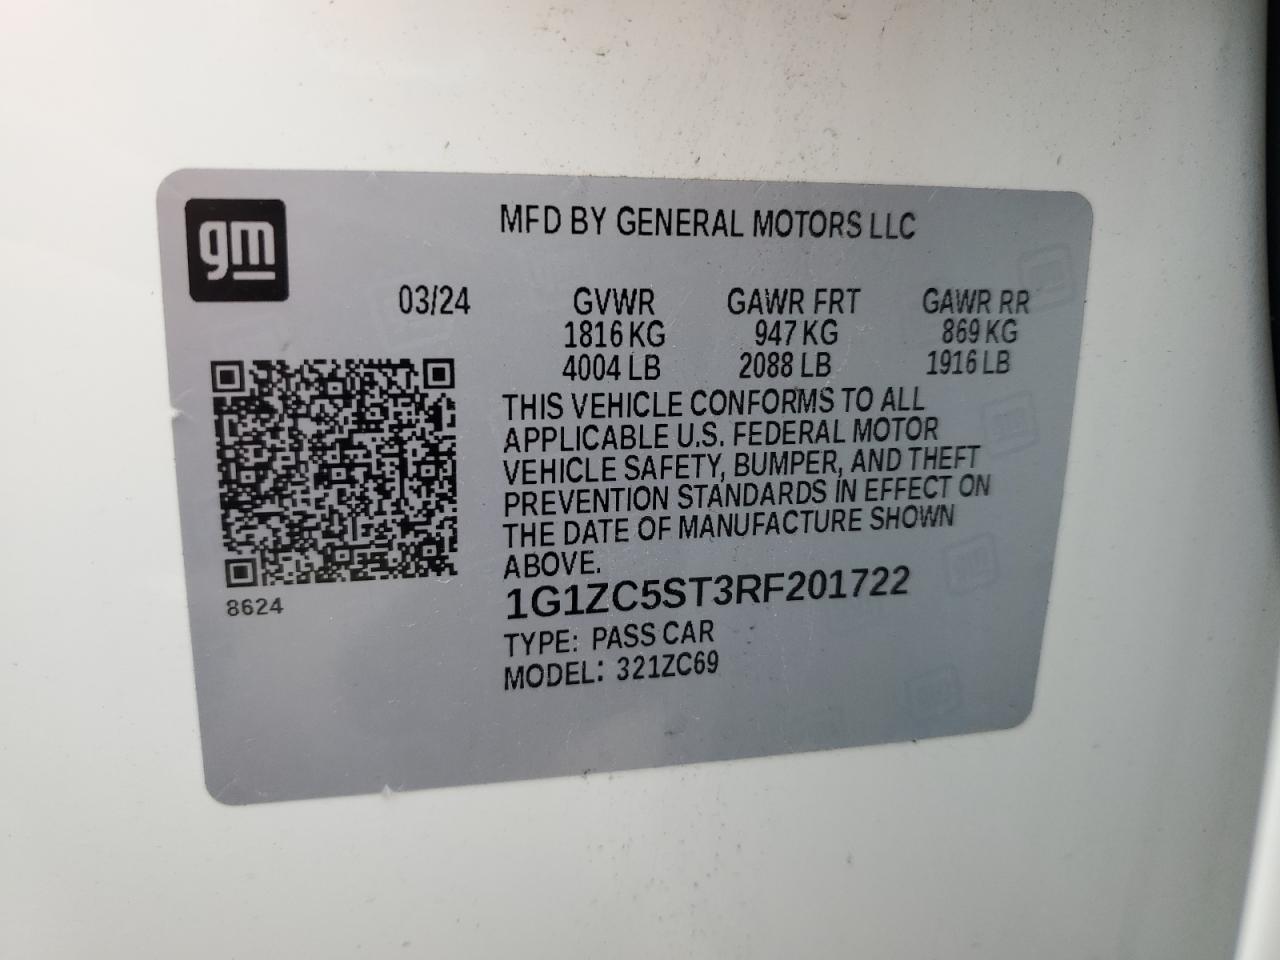 gm
MFD BY GENERAL MOTORS LLC
03/24 GVWR GAWR FRT GAWR RR
1816 KG 947 KG 869 KG
4004 LB 2088 LB 1916 LB
THIS VEHICLE CONFORMS TO ALL
APPLICABLE U.S. FEDERAL MOTOR
VEHICLE SAFETY, BUMPER, AND THEFT
PREVENTION STANDARDS IN EFFECT ON
THE DATE OF MANUFACTURE SHOWN
ABOVE.
8624
1G1ZC5ST3RF201722
TYPE: PASS CAR
MODEL: 321ZC69